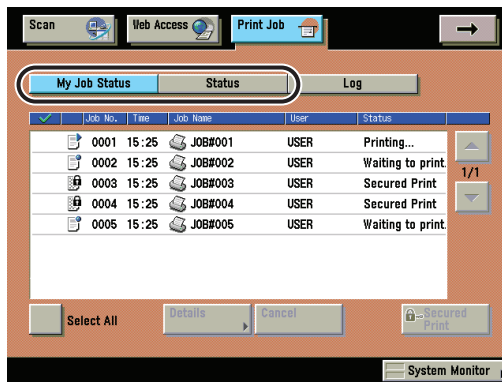 Scan Web Access Print Job
My Job Status Status Log
Job No. Time Job Name User Status
0001 15:25 JOB#001 USER Printing...
0002 15:25 JOB#002 USER Waiting to print.
0003 15:25 JOB#003 USER Secured Print
0004 15:25 JOB#004 USER Secured Print
0005 15:25 JOB#005 USER Waiting to print.
1/1
Select All Details Cancel Secured Print
System Monitor